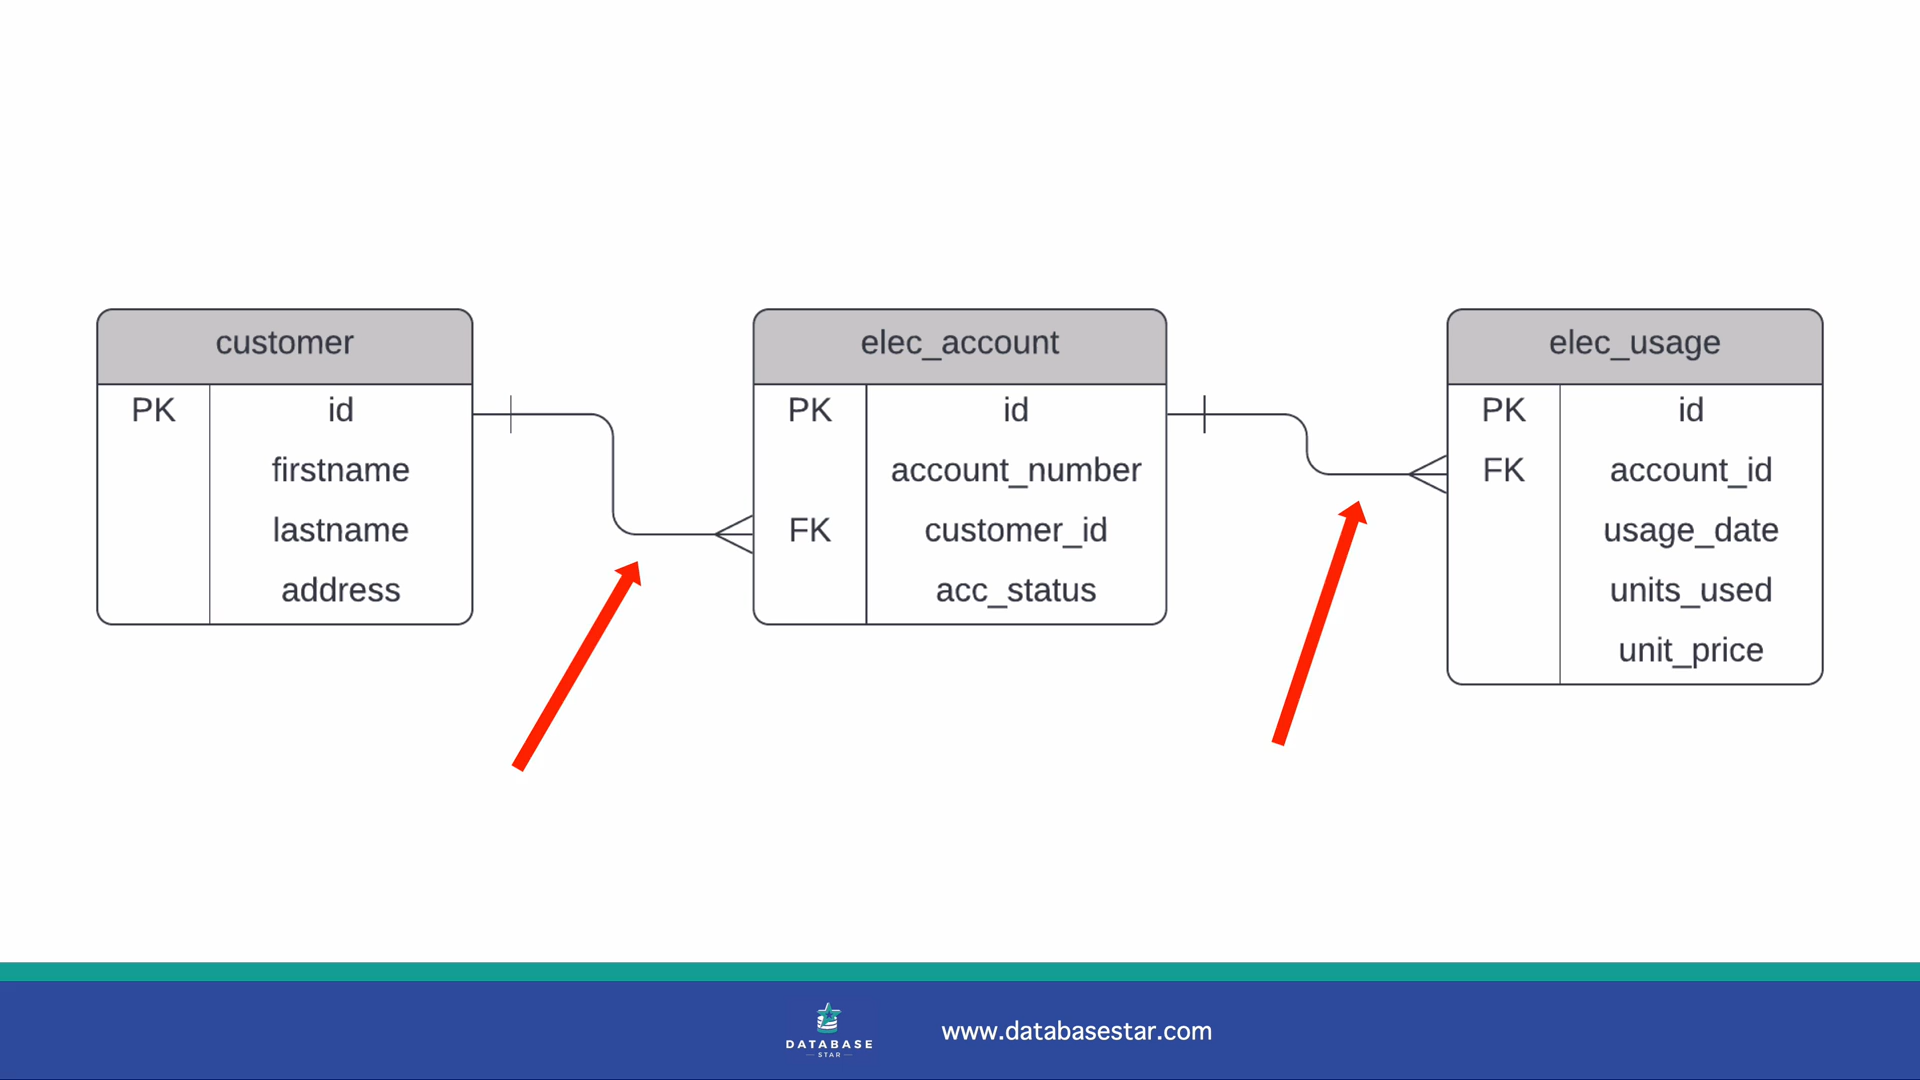 customer
PK id
firstname
lastname
address
elec_account
PK id
account_number
FK customer_id
acc_status
elec_usage
PK id
FK account_id
usage_date
units_used
unit_price
DATABASE
STAR
www.databasestar.com